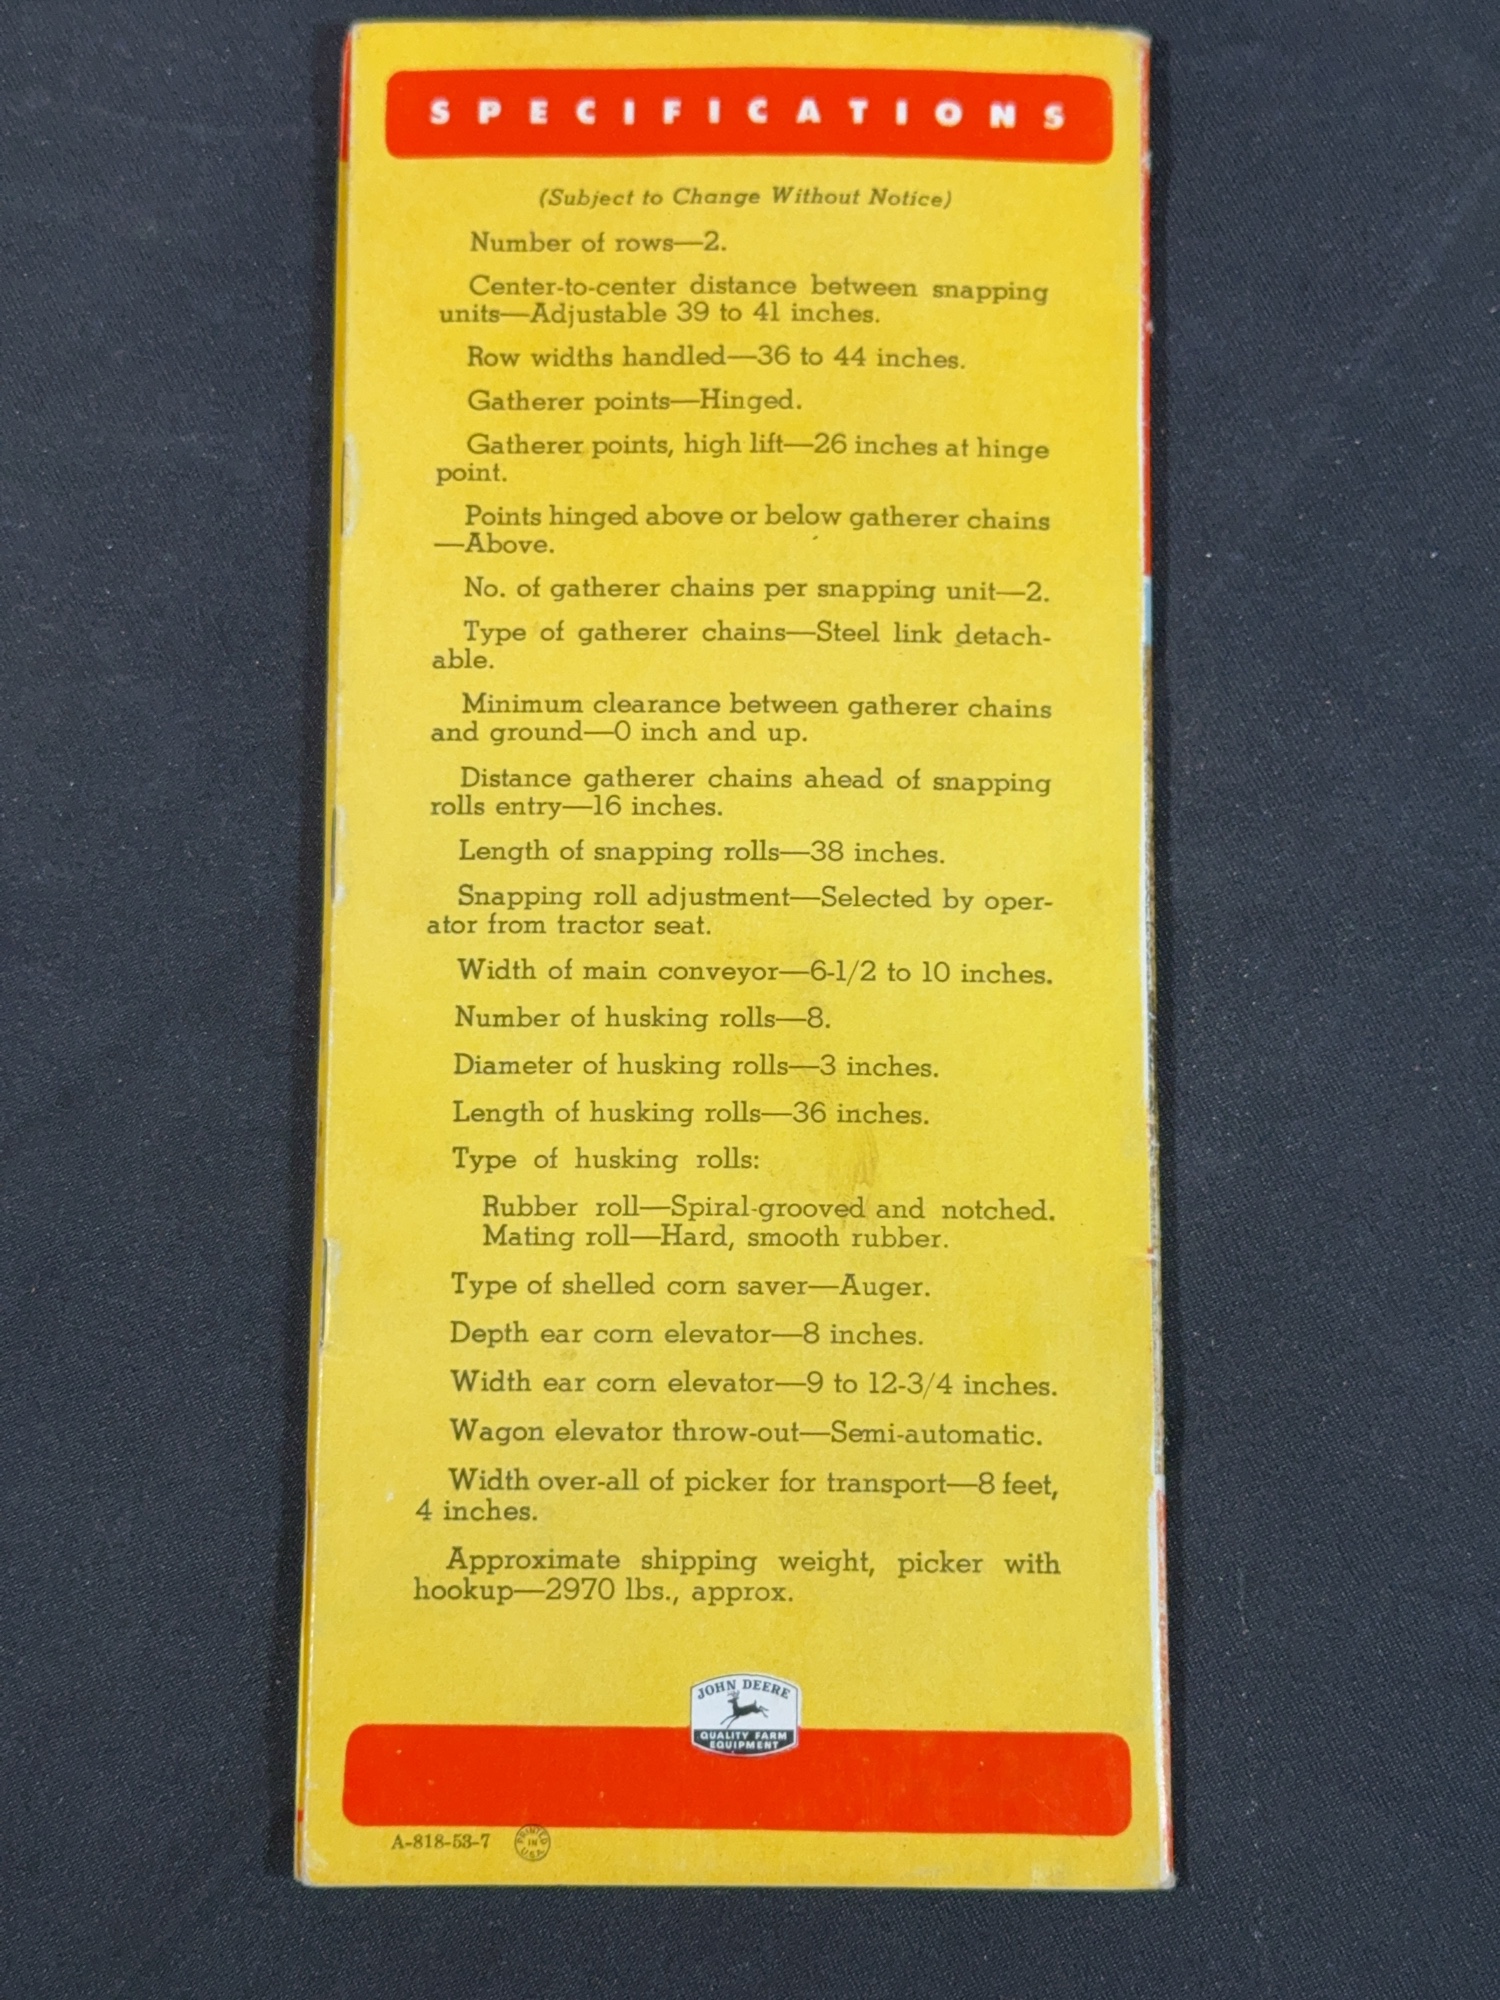 SPECIFICATIONS
(Subject to Change Without Notice)
Number of rows—2.
Center-to-center distance between snapping
units—Adjustable 39 to 41 inches.
Row widths handled—36 to 44 inches.
Gatherer points—Hinged.
Gatherer points, high lift—26 inches at hinge
point.
Points hinged above or below gatherer chains
—Above.
No. of gatherer chains per snapping unit—2.
Type of gatherer chains—Steel link detach-
able.
Minimum clearance between gatherer chains
and ground—0 inch and up.
Distance gatherer chains ahead of snapping
rolls entry—16 inches.
Length of snapping rolls—38 inches.
Snapping roll adjustment—Selected by oper-
ator from tractor seat.
Width of main conveyor—6-1/2 to 10 inches.
Number of husking rolls—8.
Diameter of husking rolls—3 inches.
Length of husking rolls—36 inches.
Type of husking rolls:
Rubber roll—Spiral-grooved and notched.
Mating roll—Hard, smooth rubber.
Type of shelled corn saver—Auger.
Depth ear corn elevator—8 inches.
Width ear corn elevator—9 to 12-3/4 inches.
Wagon elevator throw-out—Semi-automatic.
Width over-all of picker for transport—8 feet,
4 inches.
Approximate shipping weight, picker with
hookup—2970 lbs., approx.
JOHN DEERE
QUALITY FARM
EQUIPMENT
A-818-53-7
PRINTED
IN
U.S.A.